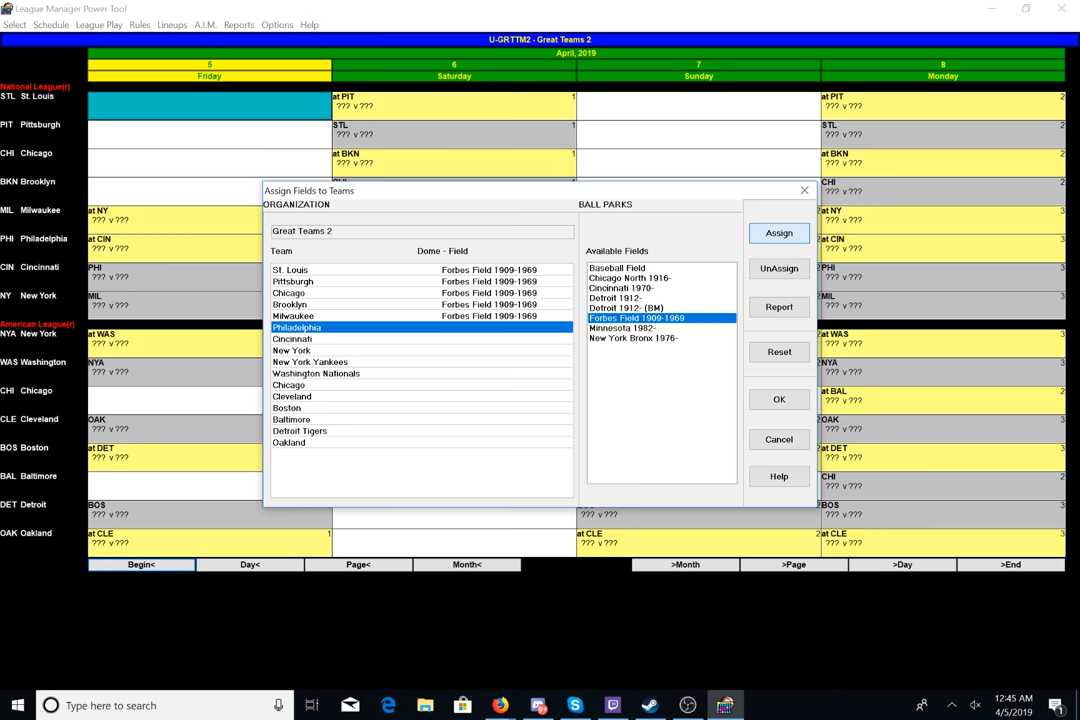 League Manager Power Tool
Select Schedule League Play Rules Lineups A.I.M. Reports Options Help
U-GRTTM2 - Great Teams 2
April, 2019
5 6 7 8
Friday Saturday Sunday Monday
National League(r)
STL St. Louis
at PIT 1
??? v ???
at PIT 2
??? v ???
PIT Pittsburgh
STL 1
??? v ???
STL 2
??? v ???
CHI Chicago
at BKN 1
??? v ???
at BKN 2
??? v ???
BKN Brooklyn
CHI 2
??? v ???
MIL Milwaukee
at NY
??? v ???
at NY 3
??? v ???
PHI Philadelphia
at CIN
??? v ???
2 at CIN 3
??? v ???
CIN Cincinnati
PHI
??? v ???
2 PHI 3
??? v ???
NY New York
MIL
??? v ???
2 MIL 3
??? v ???
American League(r)
NYA New York
at WAS
??? v ???
2 at WAS 3
??? v ???
WAS Washington
NYA
??? v ???
2 NYA 3
??? v ???
CHI Chicago
at BAL 2
??? v ???
CLE Cleveland
OAK
??? v ???
2 OAK 3
??? v ???
BOS Boston
at DET
??? v ???
2 at DET 3
??? v ???
BAL Baltimore
CHI 2
??? v ???
DET Detroit
BOS
??? v ???
??? v ???
2 BOS 3
??? v ???
OAK Oakland
at CLE 1
??? v ???
at CLE 2
??? v ???
at CLE 3
??? v ???
Begin< Day< Page< Month< >Month >Page >Day >End
Assign Fields to Teams
ORGANIZATION
BALL PARKS
Great Teams 2
Team Dome - Field
St. Louis Forbes Field 1909-1969
Pittsburgh Forbes Field 1909-1969
Chicago Forbes Field 1909-1969
Brooklyn Forbes Field 1909-1969
Milwaukee Forbes Field 1909-1969
Philadelphia
Cincinnati
New York
New York Yankees
Washington Nationals
Chicago
Cleveland
Boston
Baltimore
Detroit Tigers
Oakland
Available Fields
Baseball Field
Chicago North 1916-
Cincinnati 1970-
Detroit 1912-
Detroit 1912- (BM)
Forbes Field 1909-1969
Minnesota 1982-
New York Bronx 1976-
Assign
UnAssign
Report
Reset
OK
Cancel
Help
Type here to search
12:45 AM
4/5/2019
1